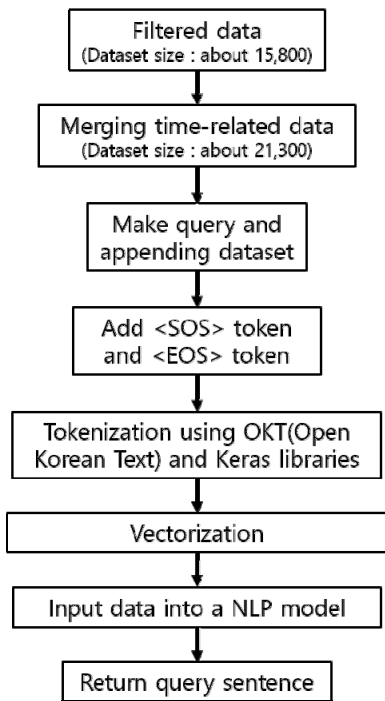 Filtered data
(Dataset size : about 15,800)
Merging time-related data
(Dataset size : about 21,300)
Make query and
appending dataset
Add <SOS> token
and <EOS> token
Tokenization using OKT(Open
Korean Text) and Keras libraries
Vectorization
Input data into a NLP model
Return query sentence